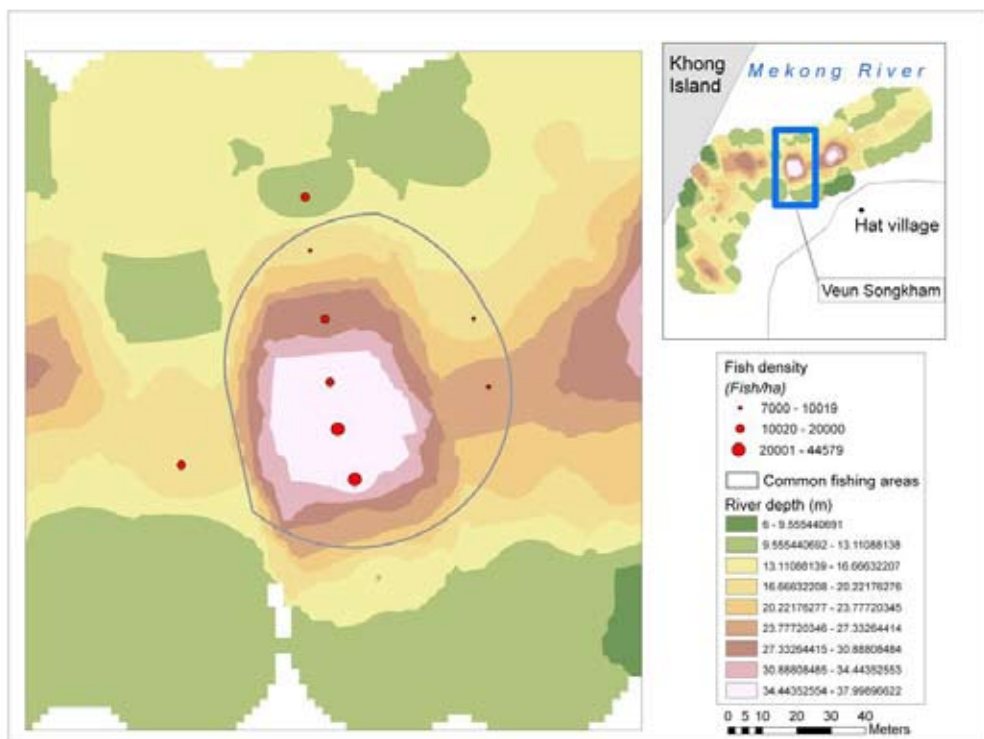 Khong
Island
Mekong River
Hat village
Veun Songkham
Fish density
(Fish/ha)
7000 - 10019
10020 - 20000
20001 - 44579
Common fishing areas
River depth (m)
6 - 9.555440691
9.555440692 - 13.11088138
13.11088139 - 16.66632207
16.66632208 - 20.22176276
20.22176277 - 23.77720345
23.77720346 - 27.33264414
27.33264415 - 30.88808484
30.88808485 - 34.44352553
34.44352554 - 37.99896622
0 5 10 20 30 40
Meters